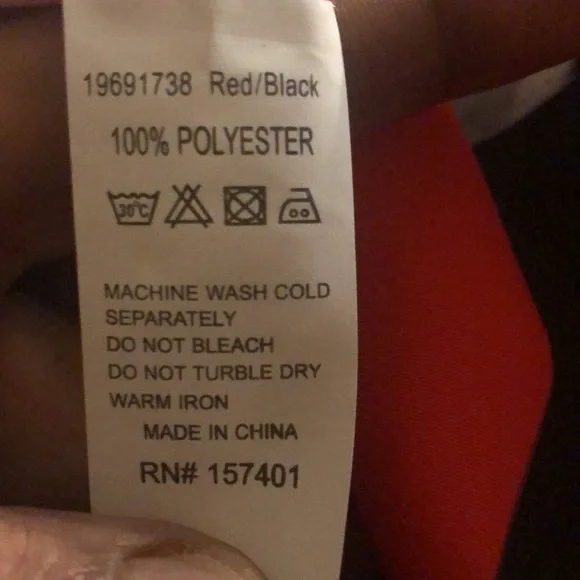 19691738 Red/Black
100% POLYESTER
30°C
MACHINE WASH COLD
SEPARATELY
DO NOT BLEACH
DO NOT TURBLE DRY
WARM IRON
MADE IN CHINA
RN# 157401